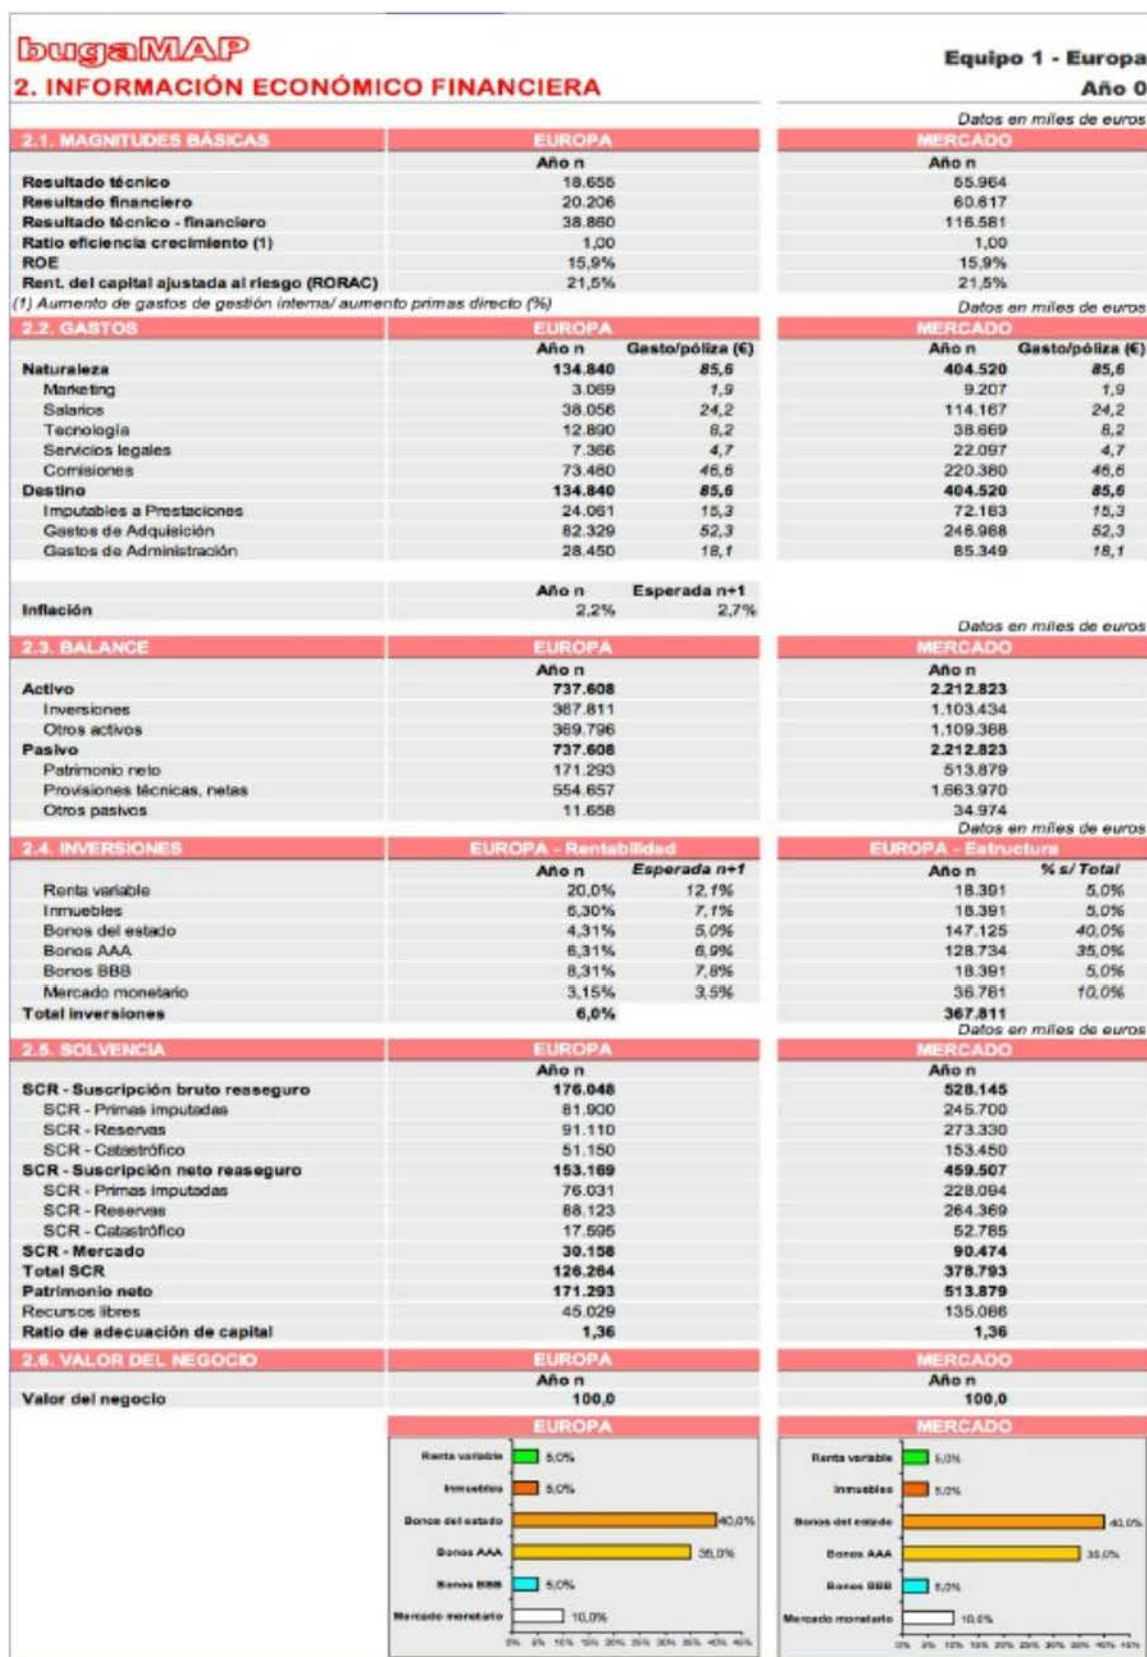 bugaMAP
Equipo 1 - Europa
2. INFORMACIÓN ECONÓMICO FINANCIERA
Año 0
Datos en miles de euros
2.1. MAGNITUDES BÁSICAS EUROPA MERCADO
Año n Año n
Resultado técnico 18.655 55.964
Resultado financiero 20.206 60.617
Resultado técnico - financiero 38.860 116.581
Ratio eficiencia crecimiento (1) 1,00 1,00
ROE 15,9% 15,9%
Rent. del capital ajustada al riesgo (RORAC) 21,5% 21,5%
(1) Aumento de gastos de gestión interna/ aumento primas directo (%)
Datos en miles de euros
2.2. GASTOS EUROPA MERCADO
Año n Gasto/póliza (€) Año n Gasto/póliza (€)
Naturaleza 134.840 85,6 404.520 85,6
Marketing 3.069 1,9 9.207 1,9
Salarios 38.056 24,2 114.167 24,2
Tecnología 12.890 8,2 38.669 8,2
Servicios legales 7.366 4,7 22.097 4,7
Comisiones 73.460 46,6 220.380 46,6
Destino 134.840 85,6 404.520 85,6
Imputables a Prestaciones 24.061 15,3 72.183 15,3
Gastos de Adquisición 82.329 52,3 246.988 52,3
Gastos de Administración 28.450 18,1 85.349 18,1
Año n Esperada n+1
Inflación 2,2% 2,7%
Datos en miles de euros
2.3. BALANCE EUROPA MERCADO
Año n Año n
Activo 737.608 2.212.823
Inversiones 367.811 1.103.434
Otros activos 369.796 1.109.388
Pasivo 737.608 2.212.823
Patrimonio neto 171.293 513.879
Provisiones técnicas, netas 554.657 1.663.970
Otros pasivos 11.658 34.974
Datos en miles de euros
2.4. INVERSIONES EUROPA - Rentabilidad EUROPA - Estructura
Año n Esperada n+1 Año n % s/ Total
Renta variable 20,0% 12,1% 18.391 5,0%
Inmuebles 6,30% 7,1% 18.391 5,0%
Bonos del estado 4,31% 5,0% 147.125 40,0%
Bonos AAA 6,31% 6,9% 128.734 35,0%
Bonos BBB 8,31% 7,8% 18.391 5,0%
Mercado monetario 3,15% 3,5% 36.781 10,0%
Total inversiones 6,0% 367.811
Datos en miles de euros
2.5. SOLVENCIA EUROPA MERCADO
Año n Año n
SCR - Suscripción bruto reaseguro 176.048 528.145
SCR - Primas imputadas 81.900 245.700
SCR - Reservas 91.110 273.330
SCR - Catastrófico 51.150 153.450
SCR - Suscripción neto reaseguro 153.169 459.507
SCR - Primas imputadas 76.031 228.094
SCR - Reservas 88.123 264.369
SCR - Catastrófico 17.595 52.785
SCR - Mercado 30.158 90.474
Total SCR 126.264 378.793
Patrimonio neto 171.293 513.879
Recursos libres 45.029 135.086
Ratio de adecuación de capital 1,36 1,36
2.6. VALOR DEL NEGOCIO EUROPA MERCADO
Año n Año n
Valor del negocio 100,0 100,0
EUROPA MERCADO
Renta variable 5,0% Renta variable 5,0%
Inmuebles 5,0% Inmuebles 5,0%
Bonos del estado 40,0% Bonos del estado 40,0%
Bonos AAA 35,0% Bonos AAA 35,0%
Bonos BBB 5,0% Bonos BBB 5,0%
Mercado monetario 10,0% Mercado monetario 10,0%
0% 5% 10% 15% 20% 25% 30% 35% 40% 45% 0% 5% 10% 15% 20% 25% 30% 35% 40% 45%